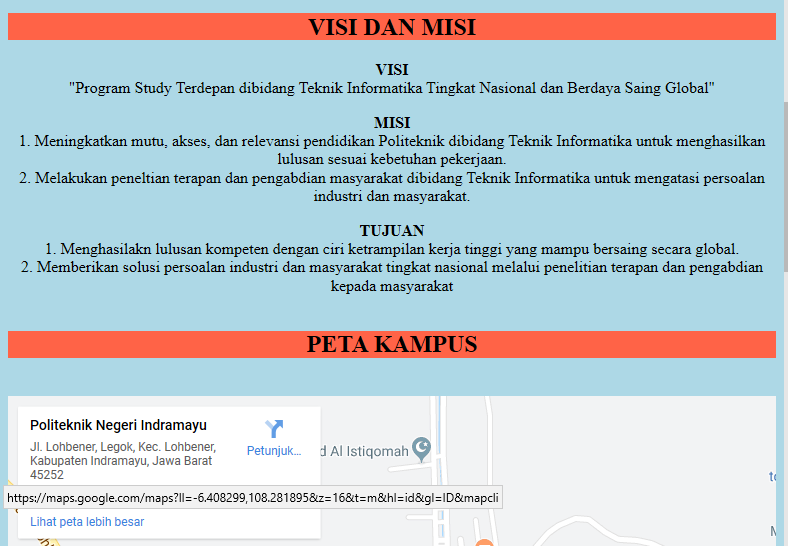 VISI DAN MISI
VISI
"Program Study Terdepan dibidang Teknik Informatika Tingkat Nasional dan Berdaya Saing Global"
MISI
1. Meningkatkan mutu, akses, dan relevansi pendidikan Politeknik dibidang Teknik Informatika untuk menghasilkan
lulusan sesuai kebetuhan pekerjaan.
2. Melakukan peneltian terapan dan pengabdian masyarakat dibidang Teknik Informatika untuk mengatasi persoalan
industri dan masyarakat.
TUJUAN
1. Menghasilakn lulusan kompeten dengan ciri ketrampilan kerja tinggi yang mampu bersaing secara global.
2. Memberikan solusi persoalan industri dan masyarakat tingkat nasional melalui penelitian terapan dan pengabdian
kepada masyarakat
PETA KAMPUS
Politeknik Negeri Indramayu
Jl. Lohbener, Legok, Kec. Lohbener,
Kabupaten Indramayu, Jawa Barat
45252
Petunjuk...
d Al Istiqomah
https://maps.google.com/maps?ll=-6.408299,108.281895&z=16&t=m&hl=id&gl=ID&mapcli
Lihat peta lebih besar